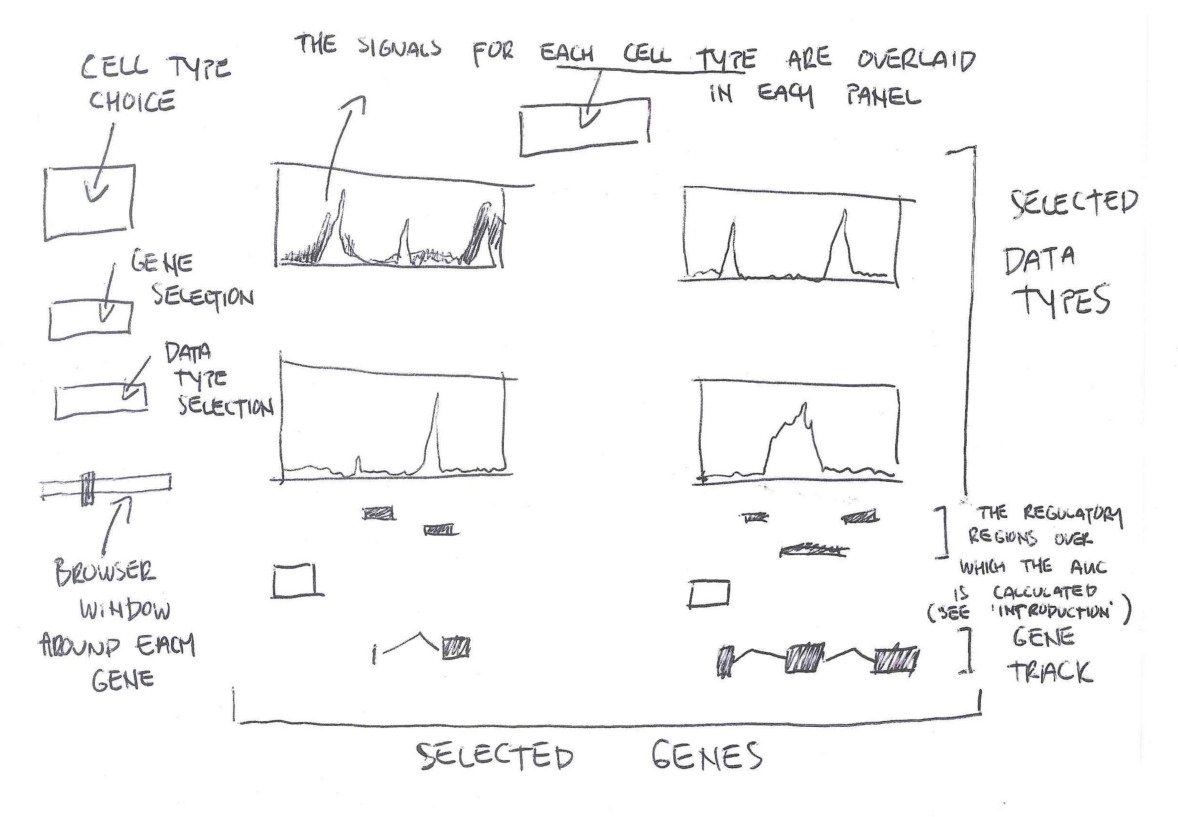 THE SIGNALS FOR EACH CELL TYPE ARE OVERLAID
IN EACH PANEL
CELL TYPE
CHOICE
GENE
SELECTION
DATA
TYPE
SELECTION
BROWSER
WINDOW
AROUND EACH
GENE
SELECTED
DATA
TYPES
THE REGULATORY
REGIONS OVER
WHICH THE AUC
IS CALCULATED
(SEE 'INTRODUCTION')
GENE
TRACK
SELECTED GENES